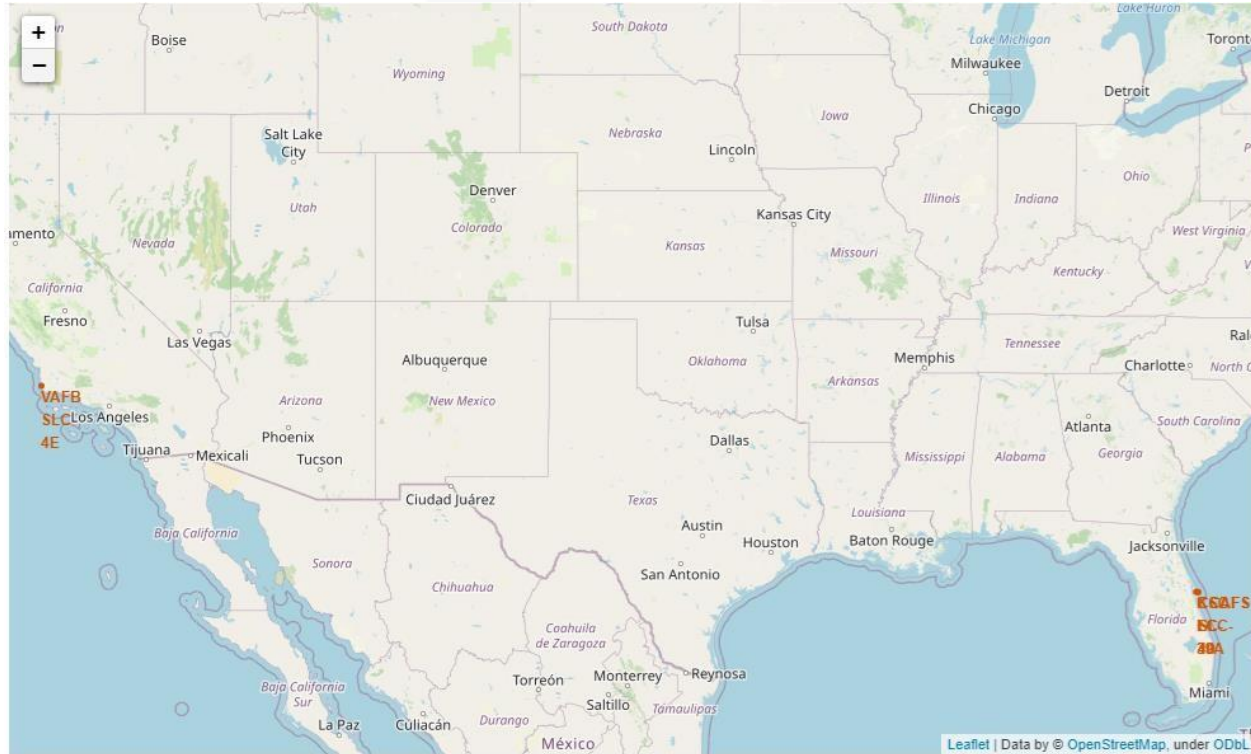 +
−
Boise
South Dakota
Lake Huron
Lake Michigan
Toronto
Milwaukee
Wyoming
Detroit
Chicago
Iowa
Nebraska
Salt Lake
City
Lincoln
Ohio
Denver
Illinois
Indiana
Utah
Kansas City
Colorado
West Virginia
Nevada
Kansas
Missouri
Kentucky
California
Fresno
Tulsa
Las Vegas
Tennessee
Albuquerque
Oklahoma
Memphis
Charlotte
Arkansas
VAFB
SLC
4E
Los Angeles
Arizona
New Mexico
South Carolina
Atlanta
Phoenix
Dallas
Tijuana
Mexicali
Tucson
Mississippi
Alabama
Georgia
Ciudad Juárez
Texas
Louisiana
Baja California
Austin
Houston
Baton Rouge
Jacksonville
Sonora
San Antonio
Chihuahua
Florida
Coahuila
de Zaragoza
Torreón
Monterrey
Reynosa
Baja California
Sur
Saltillo
Miami
Tamaulipas
La Paz
Culiacán
Durango
México
Leaflet | Data by © OpenStreetMap, under ODbl